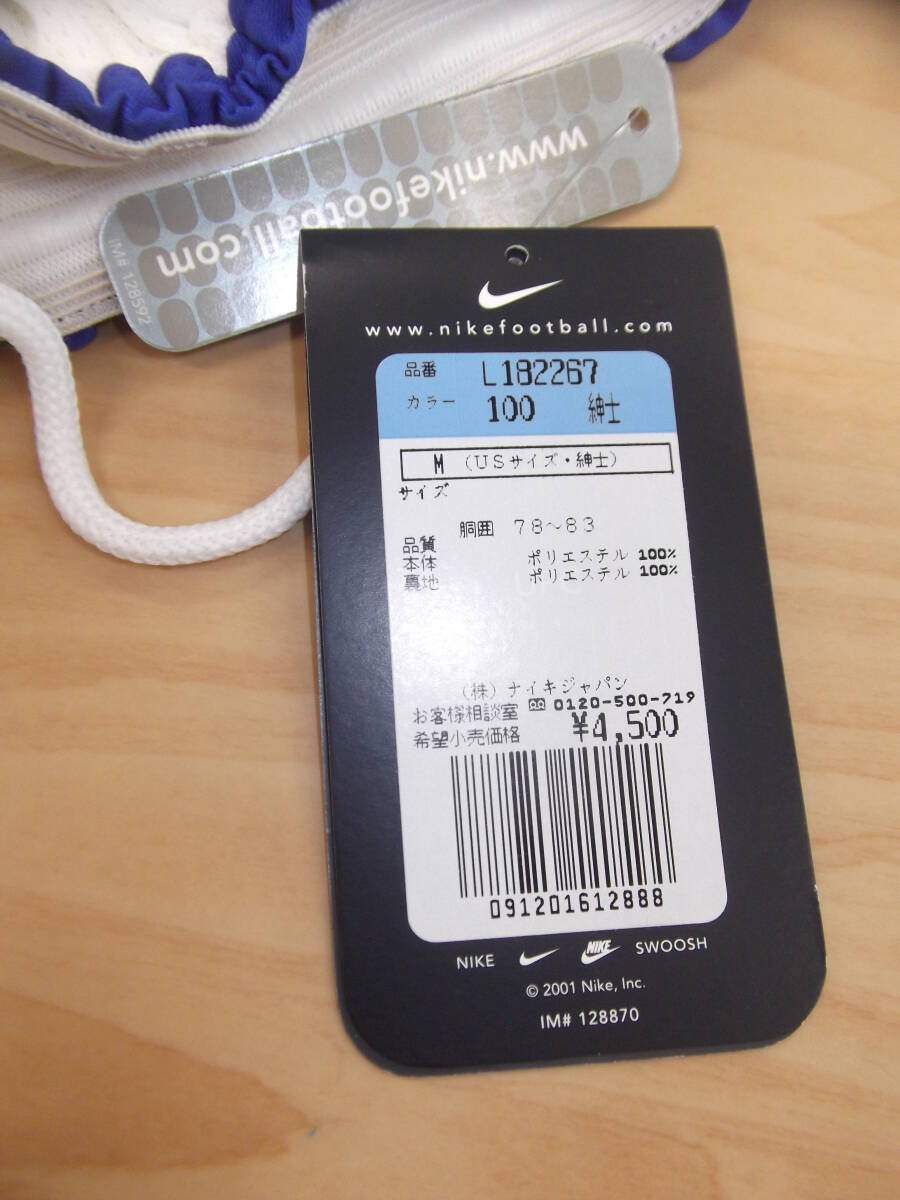 www.nikefootball.com
IM# 128592
www.nikefootball.com
品番 L182267
カラー 100 紳士
M (USサイズ・紳士)
サイズ
胴囲 78~83
品質
本体 ポリエステル 100%
裏地 ポリエステル 100%
(株) ナイキジャパン
お客様相談室 0120-500-719
希望小売価格 ¥4,500
091201612888
NIKE NIKE SWOOSH
© 2001 Nike, Inc.
IM# 128870